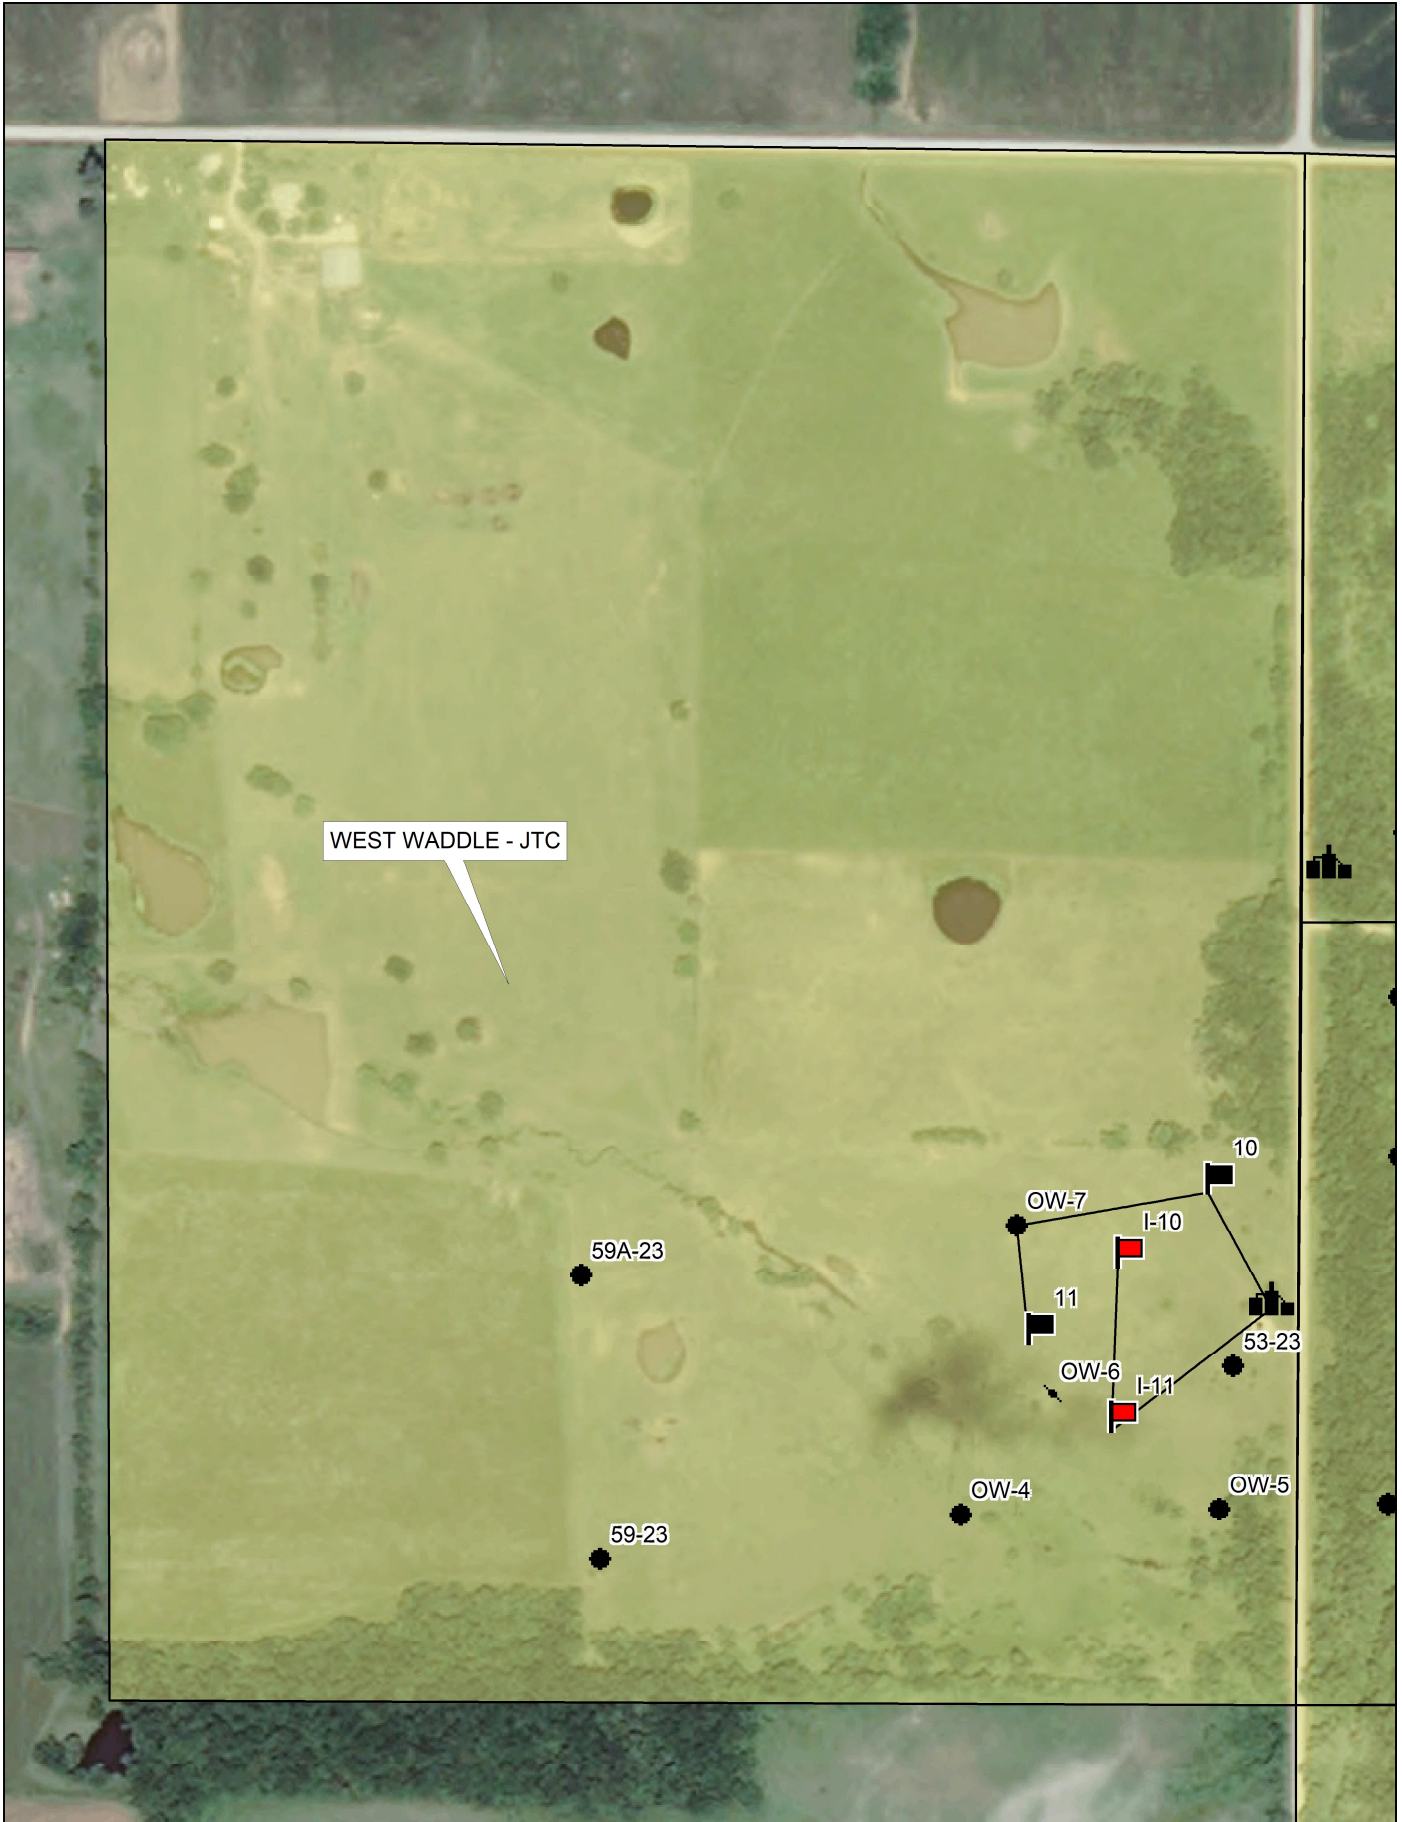 WEST WADDLE - JTC
10
OW-7
I-10
59A-23
11
53-23
OW-6
I-11
OW-5
OW-4
59-23